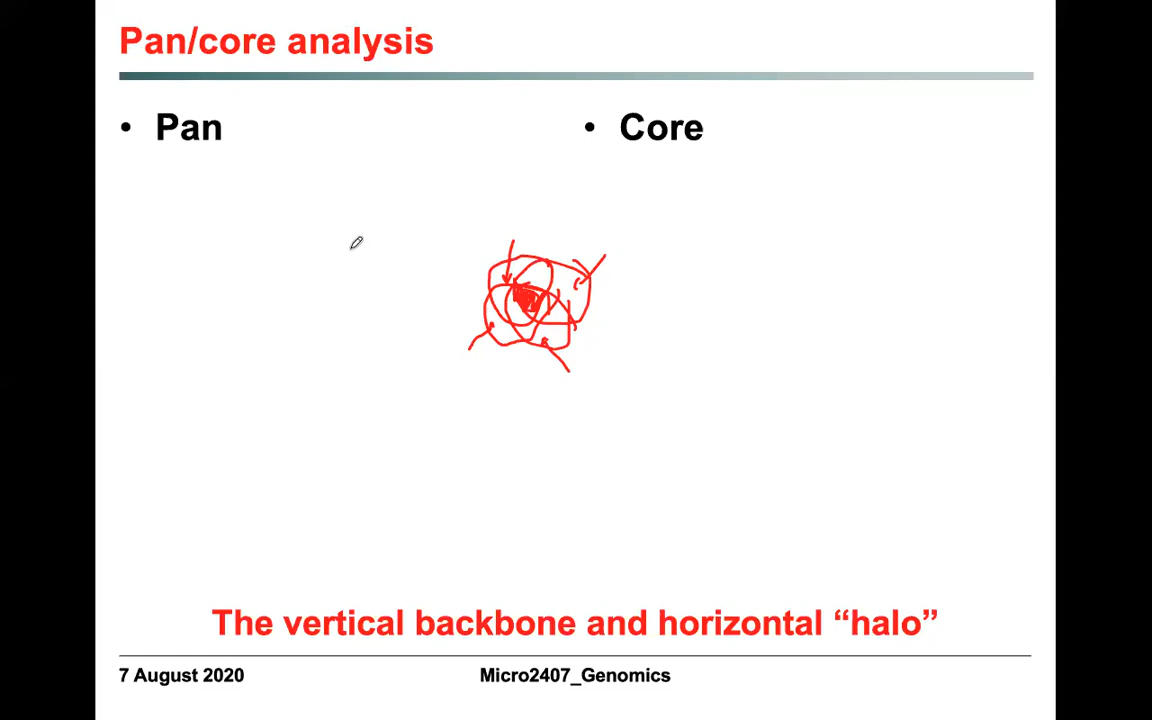 Pan/core analysis
• Pan
• Core
The vertical backbone and horizontal “halo”
7 August 2020
Micro2407_Genomics